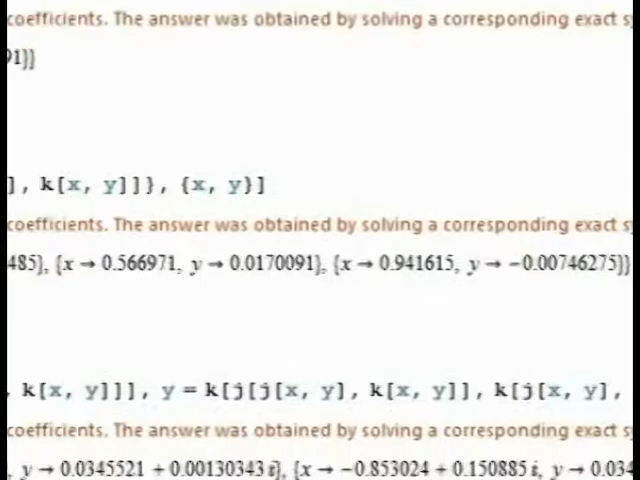 coefficients. The answer was obtained by solving a corresponding exact
91}}
], k[x, y]]}, {x, y}]
coefficients. The answer was obtained by solving a corresponding exact
485}, {x → 0.566971, y → 0.0170091}, {x → 0.941615, y → −0.00746275}}
, k[x, y]]], y = k[j[j[x, y], k[x, y]], k[j[x, y],
coefficients. The answer was obtained by solving a corresponding exact
, y → 0.0345521 + 0.00130343 i}, {x → −0.853024 + 0.150885 i, y → 0.034